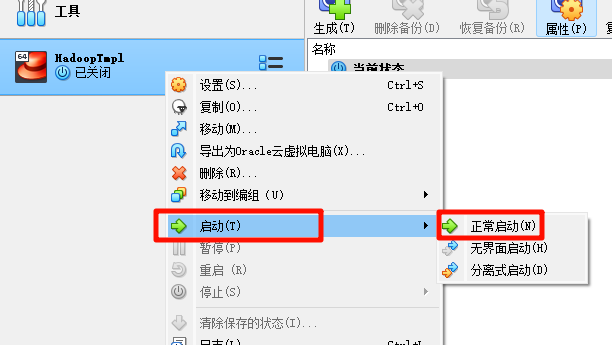 工具
生成(T) 删除备份(D) 恢复备份(R) 属性(P)
名称
64 HadoopTmpl
已关闭
当前状态
设置(S)... Ctrl+S
复制(O)... Ctrl+O
移动(M)...
导出为Oracle云虚拟电脑(X)...
删除(R)...
移动到编组 (U)
启动(T) 正常启动(N)
暂停(P) 无界面启动(H)
重启 (R) 分离式启动(D)
停止(S)
清除保存的状态(I)...